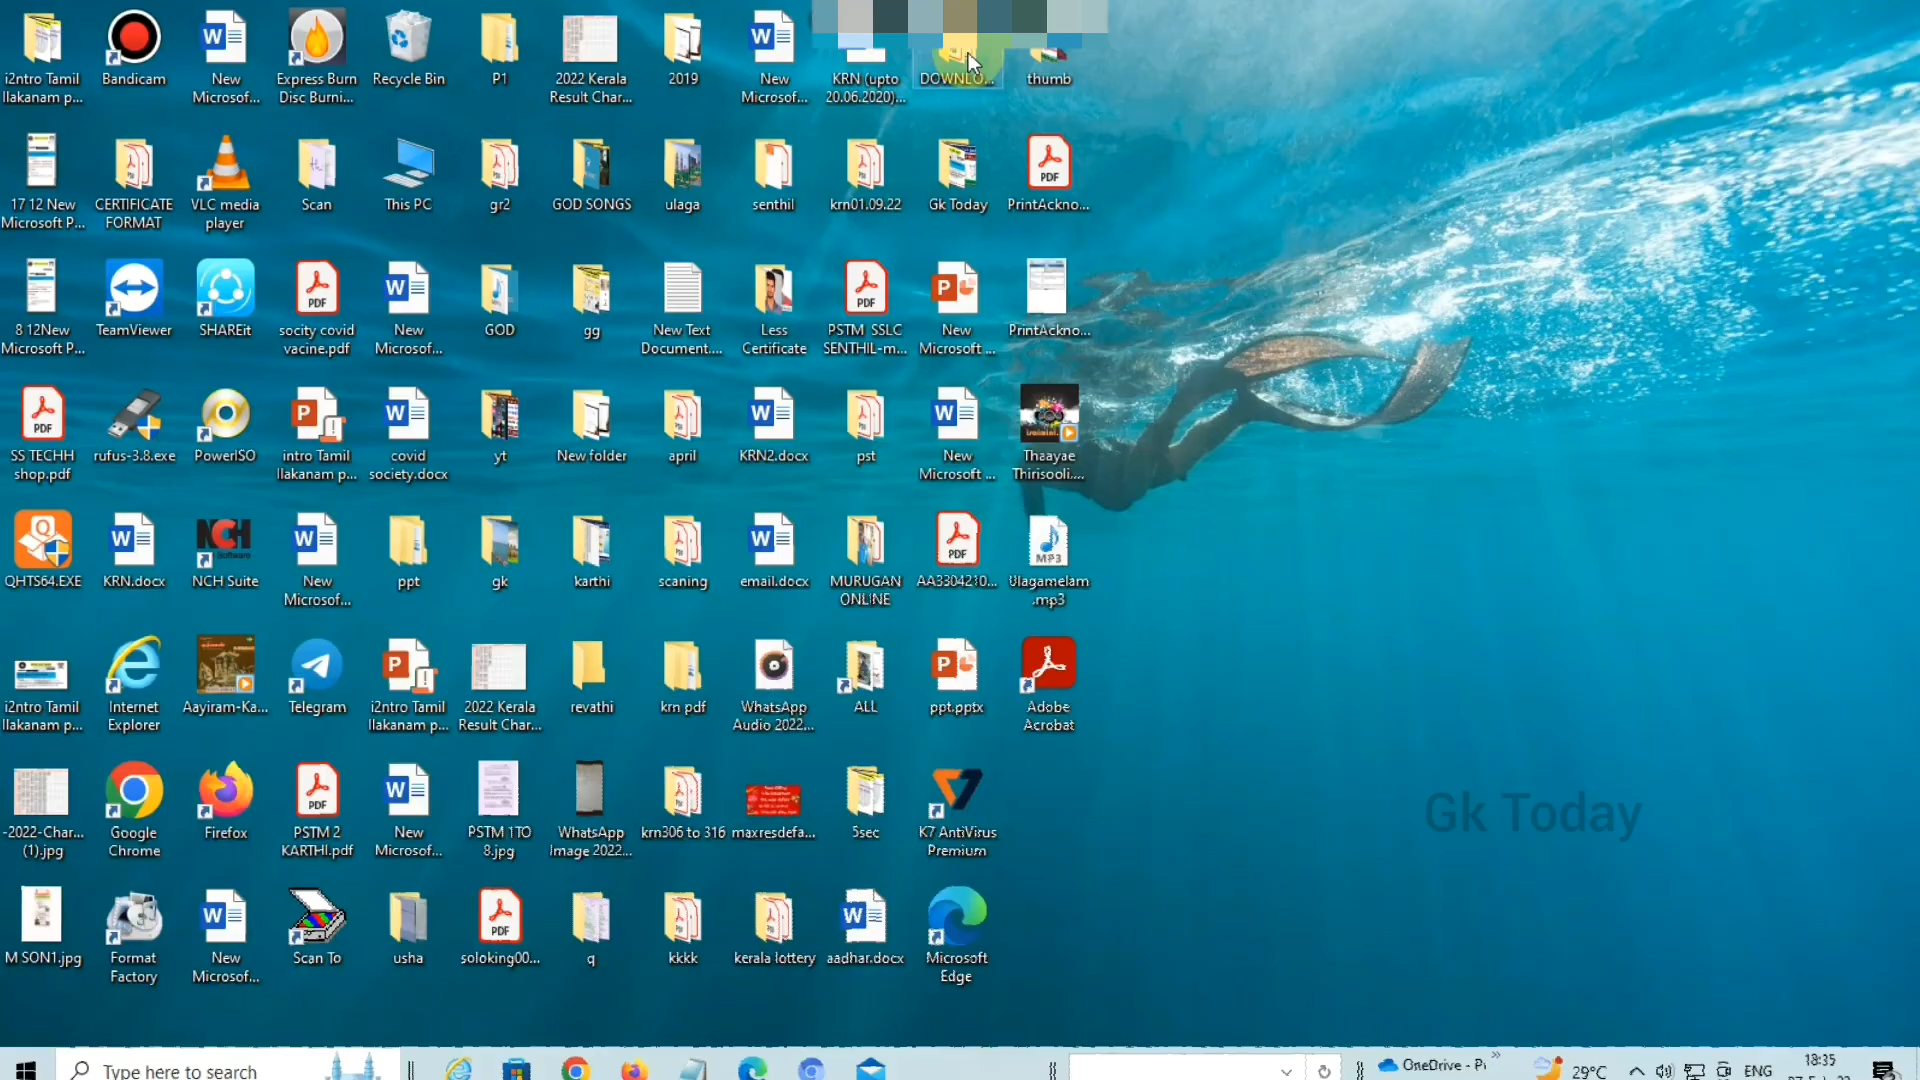 i2ntro Tamil
llakanam p...
Bandicam
New
Microsof...
Express Burn
Disc Burni...
Recycle Bin
P1
2022 Kerala
Result Char...
2019
New
Microsof...
KRN (upto
20.06.2020)...
DOWNLO...
thumb
17 12 New
Microsoft P...
CERTIFICATE
FORMAT
VLC media
player
Scan
This PC
gr2
GOD SONGS
ulaga
senthil
krn01.09.22
Gk Today
PrintAckno...
8 12New
Microsoft P...
TeamViewer
SHAREit
socity covid
vacine.pdf
New
Microsof...
GOD
gg
New Text
Document....
Less
Certificate
PSTM SSLC
SENTHIL-m...
New
Microsoft ...
PrintAckno...
SS TECHH
shop.pdf
rufus-3.8.exe
PowerISO
intro Tamil
llakanam p...
covid
society.docx
yt
New folder
april
KRN2.docx
pst
New
Microsoft ...
Thaayae
Thirisooli....
QHTS64.EXE
KRN.docx
NCH Suite
New
Microsof...
ppt
gk
karthi
scaning
email.docx
MURUGAN
ONLINE
AA3304210...
Ulagamelam
.mp3
i2ntro Tamil
llakanam p...
Internet
Explorer
Aayiram-Ka...
Telegram
i2ntro Tamil
llakanam p...
2022 Kerala
Result Char...
revathi
krn pdf
WhatsApp
Audio 2022...
ALL
ppt.pptx
Adobe
Acrobat
-2022-Char...
(1).jpg
Google
Chrome
Firefox
PSTM 2
KARTHI.pdf
New
Microsof...
PSTM 1TO
8.jpg
WhatsApp
Image 2022...
krn306 to 316
maxresdefa...
5sec
K7 AntiVirus
Premium
Gk Today
M SON1.jpg
Format
Factory
New
Microsof...
Scan To
usha
soloking00...
q
kkkk
kerala lottery
aadhar.docx
Microsoft
Edge
Type here to search
OneDrive - Pi
29°C
ENG
18:35